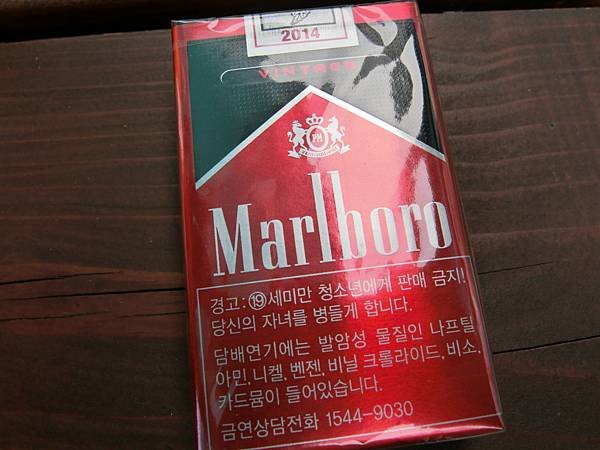 2014
VINTAGE
PM
Marlboro
경고: ⑲세미만 청소년에게 판매 금지!
당신의 자녀를 병들게 합니다.
담배연기에는 발암성 물질인 나프틸
아민, 니켈, 벤젠, 비닐 크롤라이드, 비소,
카드뮴이 들어있습니다.
금연상담전화 1544-9030